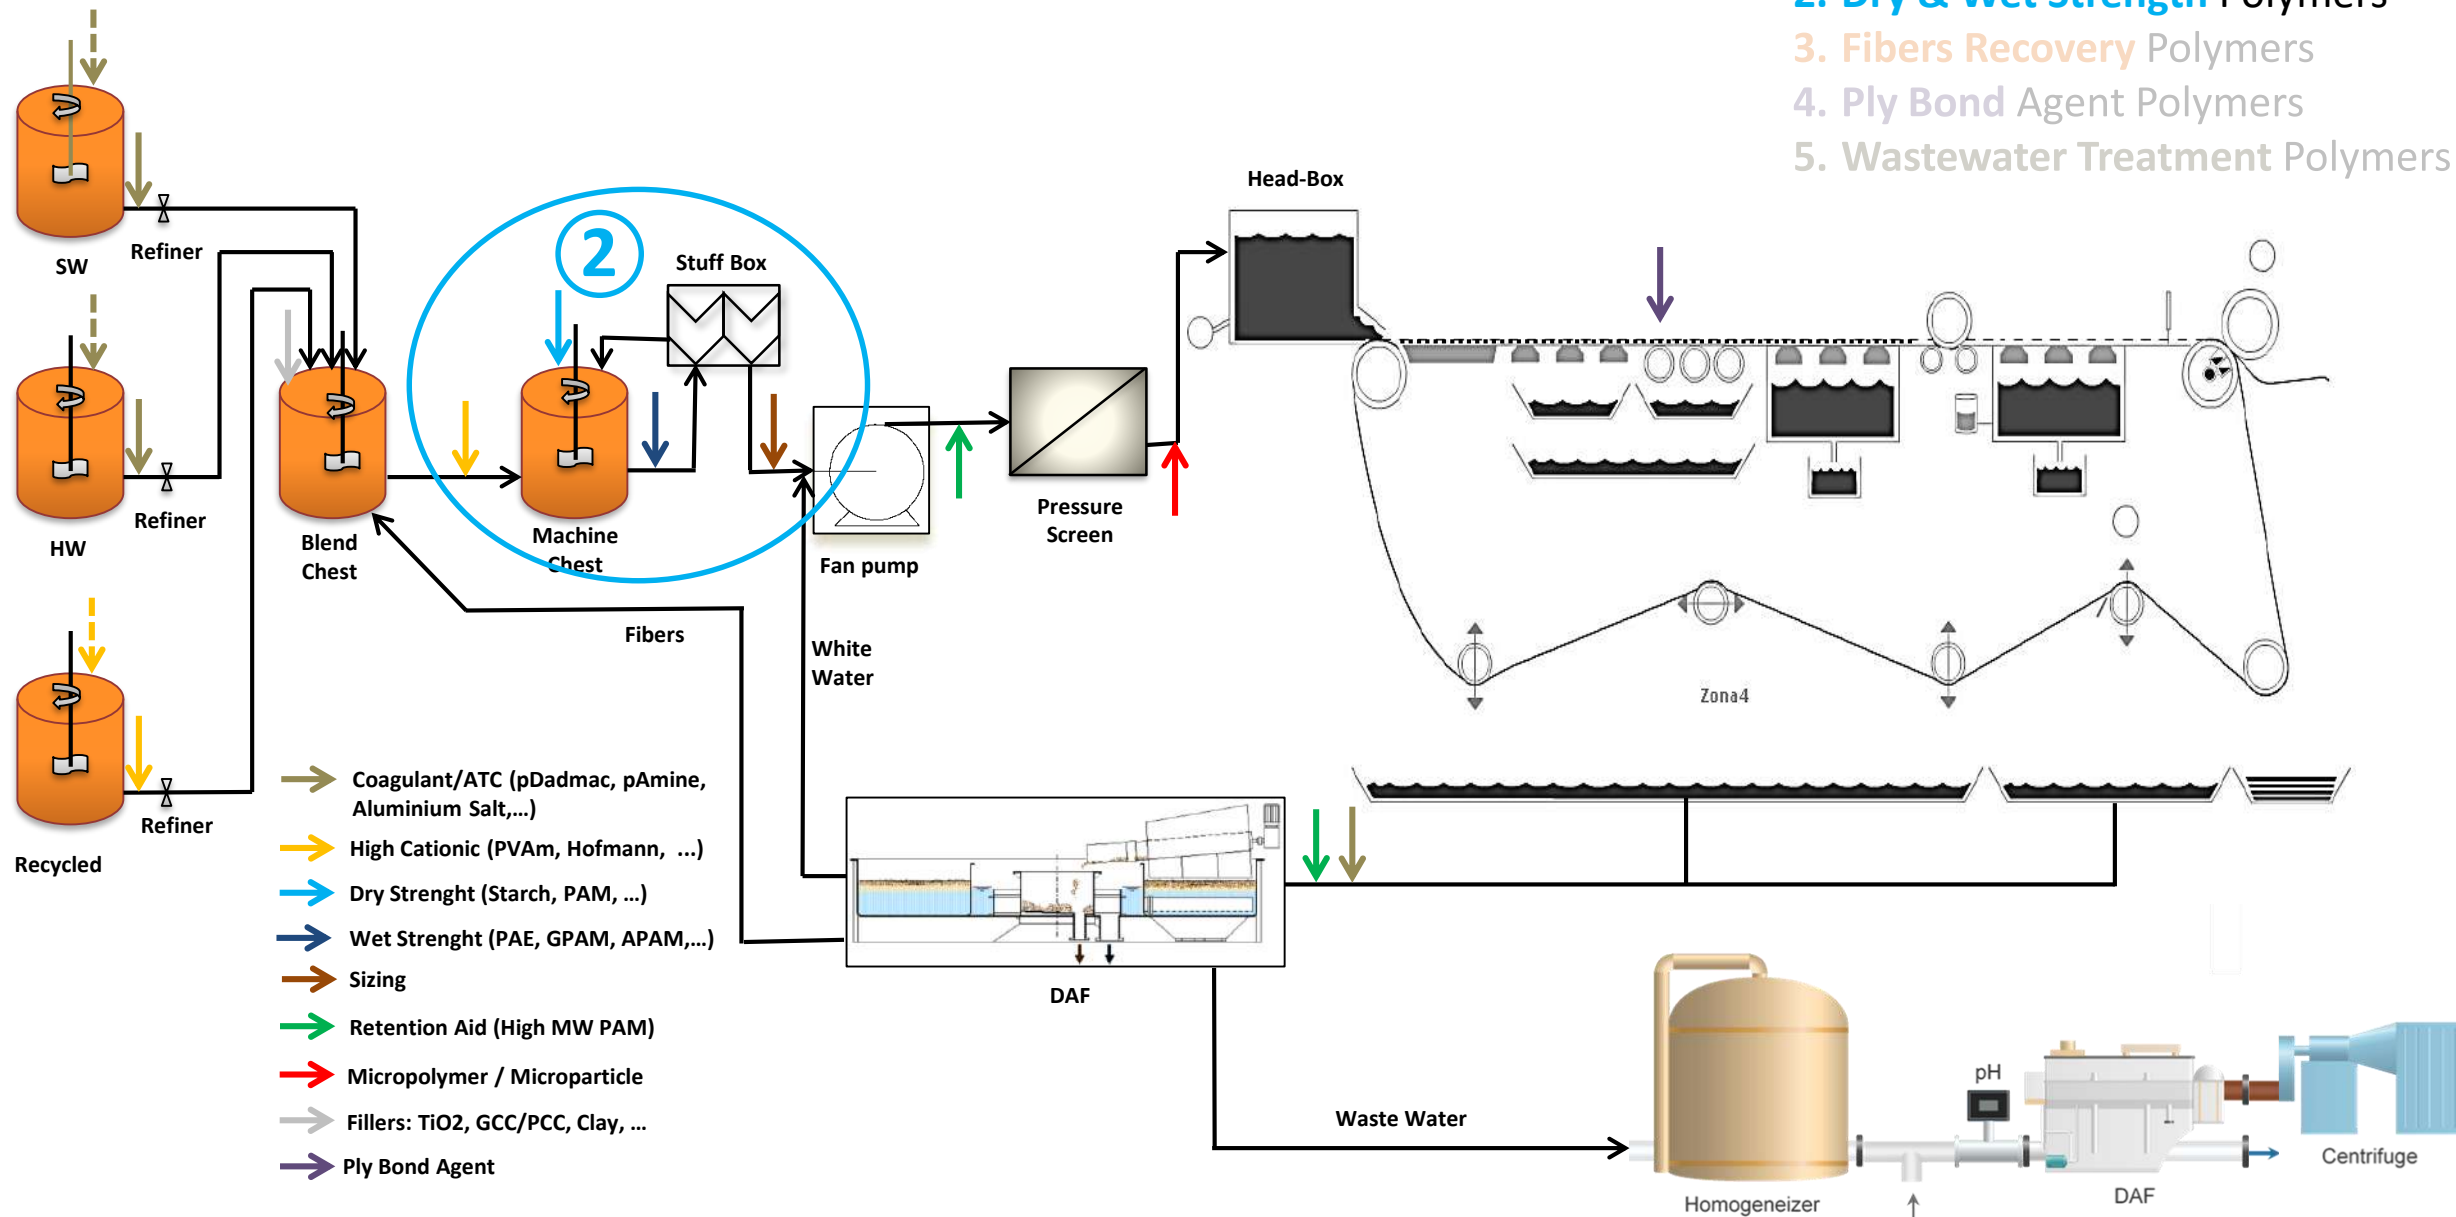 2. Dry & Wet Strength Polymers
3. Fibers Recovery Polymers
4. Ply Bond Agent Polymers
5. Wastewater Treatment Polymers
Head-Box
SW
Refiner
2
Stuff Box
HW
Refiner
Blend
Chest
Machine
Chest
Fan pump
Pressure
Screen
Fibers
White
Water
Zona4
Recycled
Refiner
Coagulant/ATC (pDadmac, pAmine,
Aluminium Salt,...)
High Cationic (PVAm, Hofmann, ...)
Dry Strenght (Starch, PAM, ...)
Wet Strenght (PAE, GPAM, APAM,...)
Sizing
Retention Aid (High MW PAM)
Micropolymer / Microparticle
Fillers: TiO2, GCC/PCC, Clay, ...
Ply Bond Agent
DAF
Waste Water
pH
Homogeneizer
DAF
Centrifuge